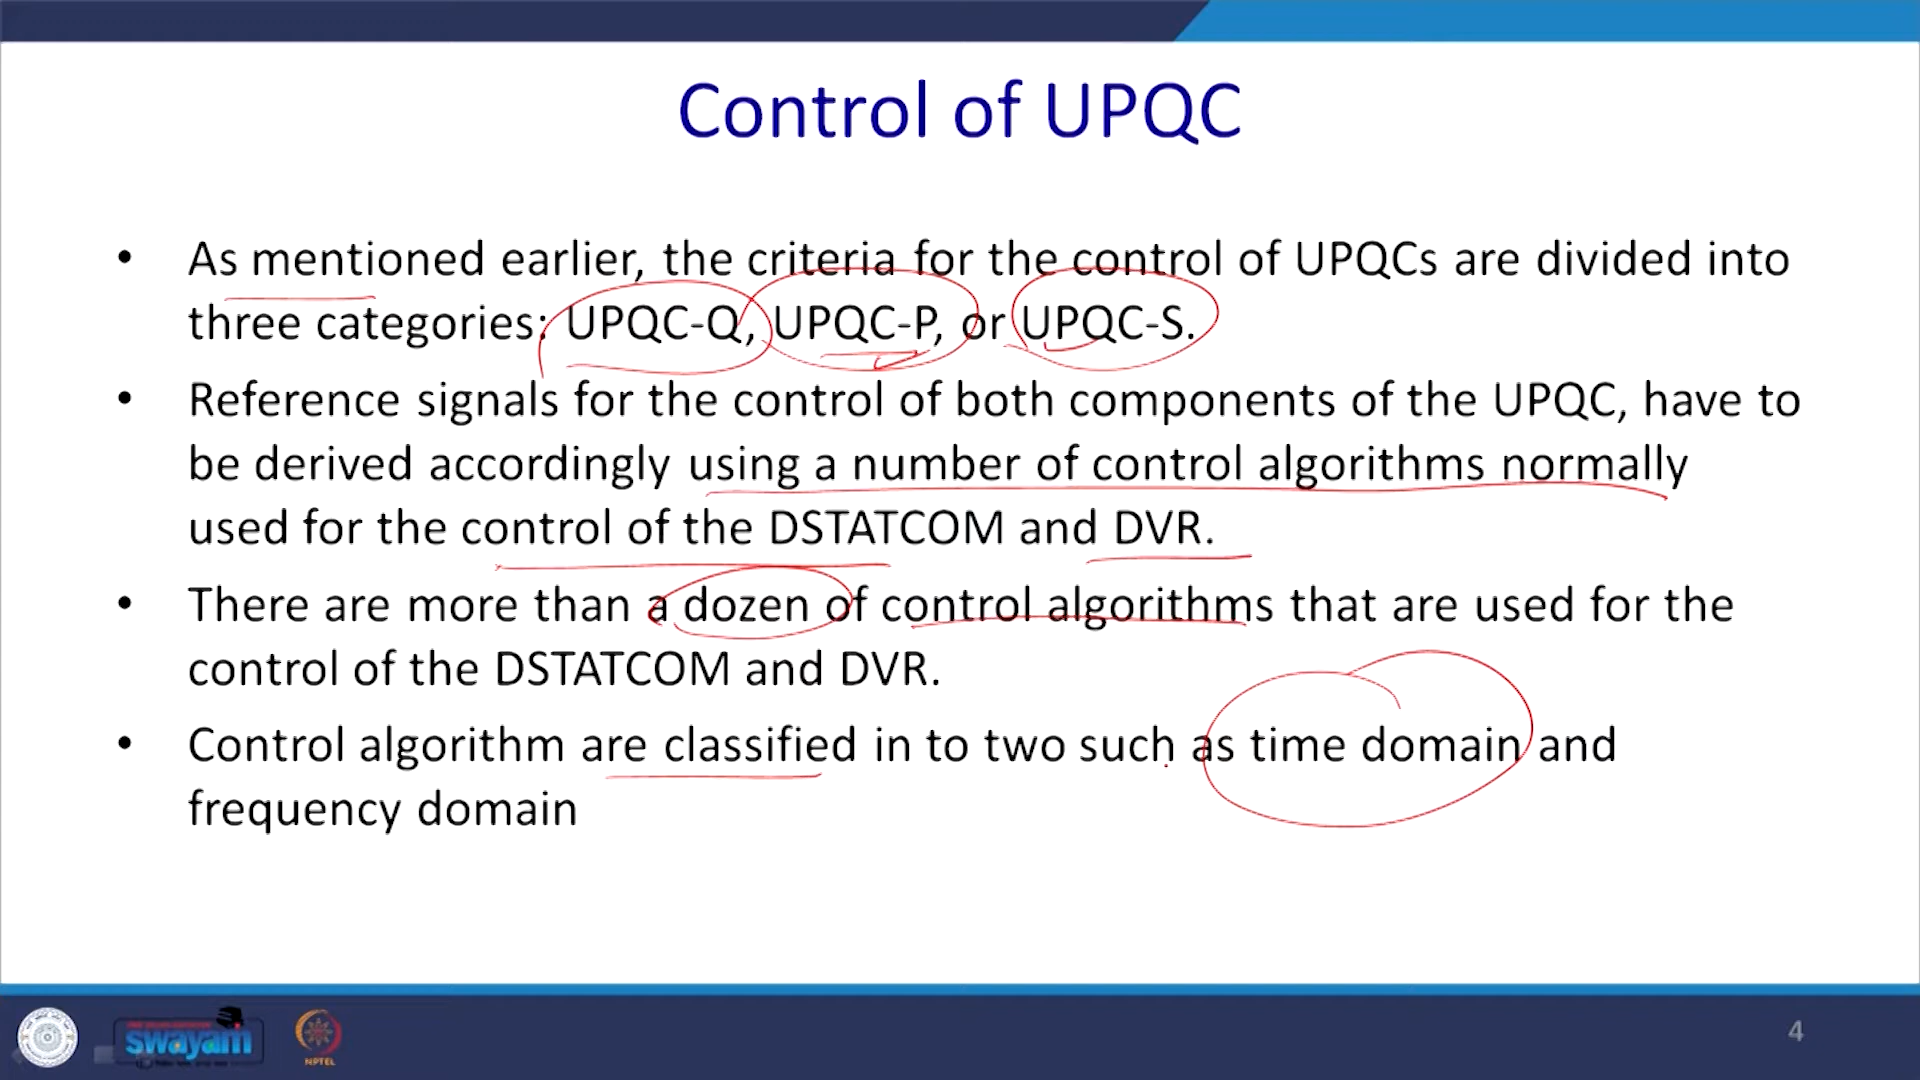 Control of UPQC
• As mentioned earlier, the criteria for the control of UPQCs are divided into
three categories: UPQC-Q, UPQC-P, or UPQC-S.
• Reference signals for the control of both components of the UPQC, have to
be derived accordingly using a number of control algorithms normally
used for the control of the DSTATCOM and DVR.
• There are more than a dozen of control algorithms that are used for the
control of the DSTATCOM and DVR.
• Control algorithm are classified in to two such as time domain and
frequency domain
swayam
NPTEL
4